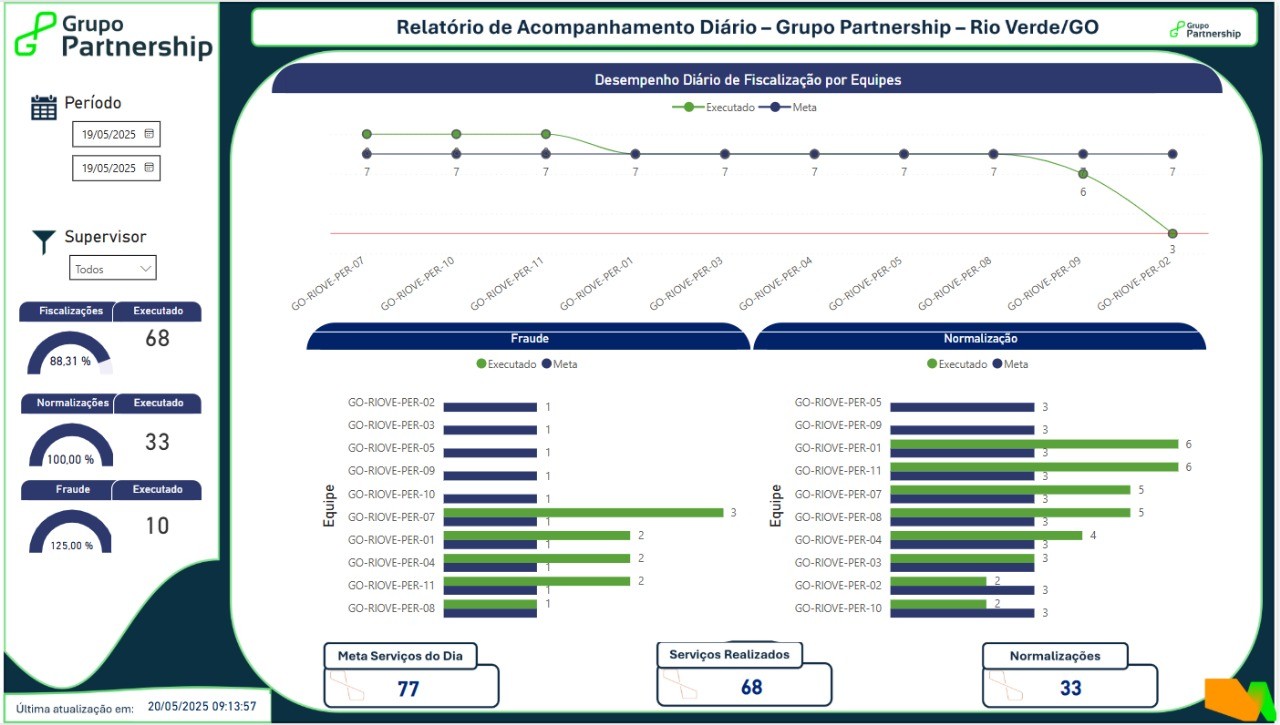 Grupo
Partnership
Relatório de Acompanhamento Diário – Grupo Partnership – Rio Verde/GO
Grupo
Partnership
Período
19/05/2025
19/05/2025
Supervisor
Todos
Fiscalizações Executado
88,31 % 68
Normalizações Executado
100,00 % 33
Fraude Executado
125,00 % 10
Última atualização em: 20/05/2025 09:13:57
Desempenho Diário de Fiscalização por Equipes
Executado Meta
7 7 7 7 7 7 7 7 6 7
3
GO-RIOVE-PER-07
GO-RIOVE-PER-10
GO-RIOVE-PER-11
GO-RIOVE-PER-01
GO-RIOVE-PER-03
GO-RIOVE-PER-04
GO-RIOVE-PER-05
GO-RIOVE-PER-08
GO-RIOVE-PER-09
GO-RIOVE-PER-02
Fraude
Executado Meta
Equipe
GO-RIOVE-PER-02 1
GO-RIOVE-PER-03 1
GO-RIOVE-PER-05 1
GO-RIOVE-PER-09 1
GO-RIOVE-PER-10 1
GO-RIOVE-PER-07 3 1
GO-RIOVE-PER-01 2 1
GO-RIOVE-PER-04 2 1
GO-RIOVE-PER-11 2 1
GO-RIOVE-PER-08 1
Normalização
Executado Meta
Equipe
GO-RIOVE-PER-05 3
GO-RIOVE-PER-09 3
GO-RIOVE-PER-01 6 3
GO-RIOVE-PER-11 6 3
GO-RIOVE-PER-07 5 3
GO-RIOVE-PER-08 5 3
GO-RIOVE-PER-04 4 3
GO-RIOVE-PER-03 3
GO-RIOVE-PER-02 2 3
GO-RIOVE-PER-10 2 3
Meta Serviços do Dia
77
Serviços Realizados
68
Normalizações
33